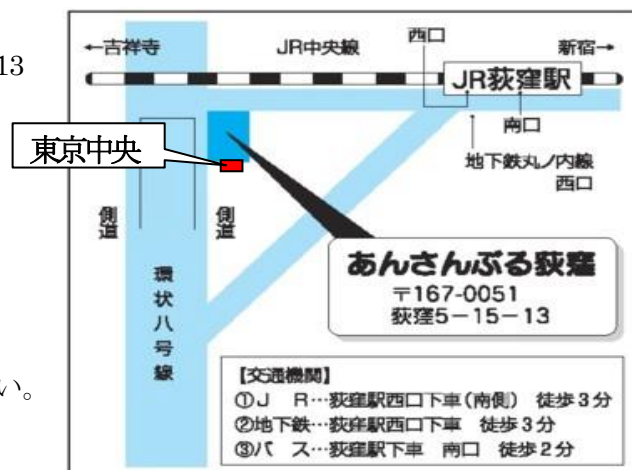 13
い。
←吉祥寺
JR中央線
西口
新宿→
JR荻窪駅
南口
地下鉄丸ノ内線
西口
東京中央
側道
側道
環状八号線
あんさんぶる荻窪
〒167-0051
荻窪5－15－13
【交通機関】
①J　R…荻窪駅西口下車(南側)　徒歩3分
②地下鉄…荻窪駅西口下車　徒歩3分
③バス…荻窪駅下車　南口　徒歩2分